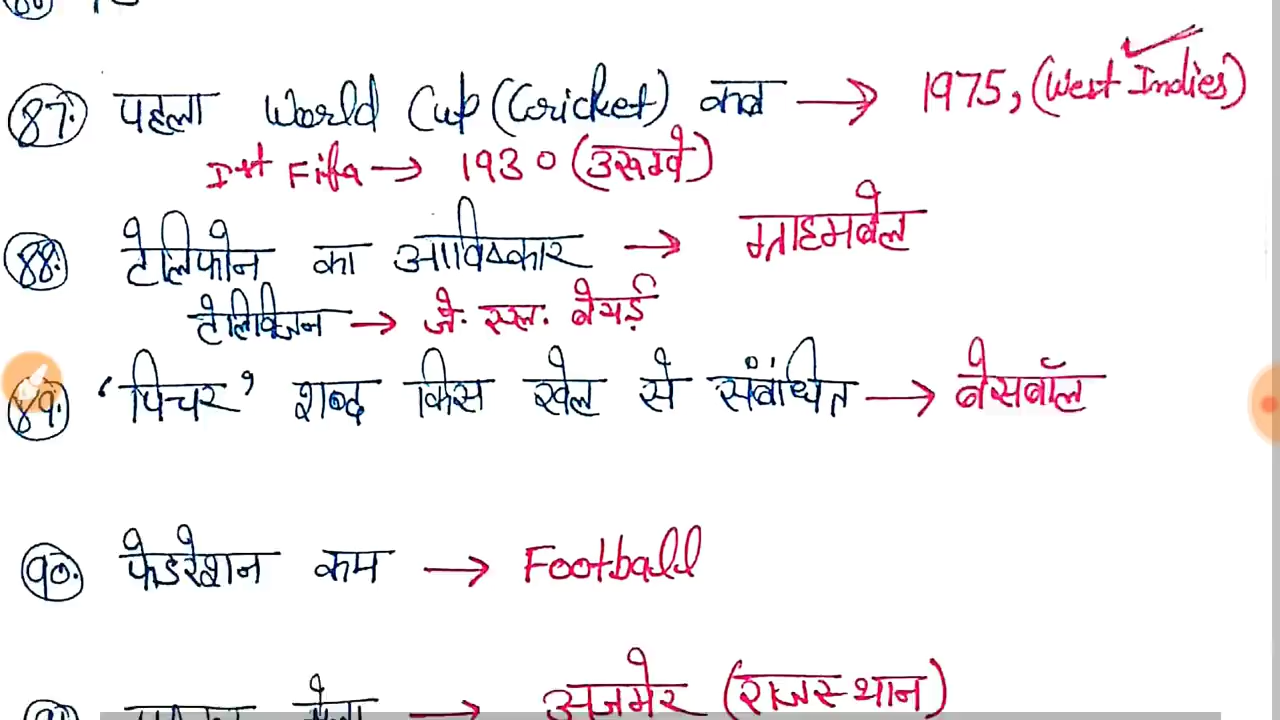 87. पहला World Cup (Cricket) कब → 1975, (West Indies)
Ist Fifa → 1930 (उरूग्वे)
88. टेलिफोन का आविष्कार → ग्राहमबेल
टेलिविजन → जे. एल. बेयर्ड
89. 'पिचर' शब्द किस खेल से संबंधित → बेसबॉल
90. फेडरेशन कप → Football
→ अजमेर (राजस्थान)